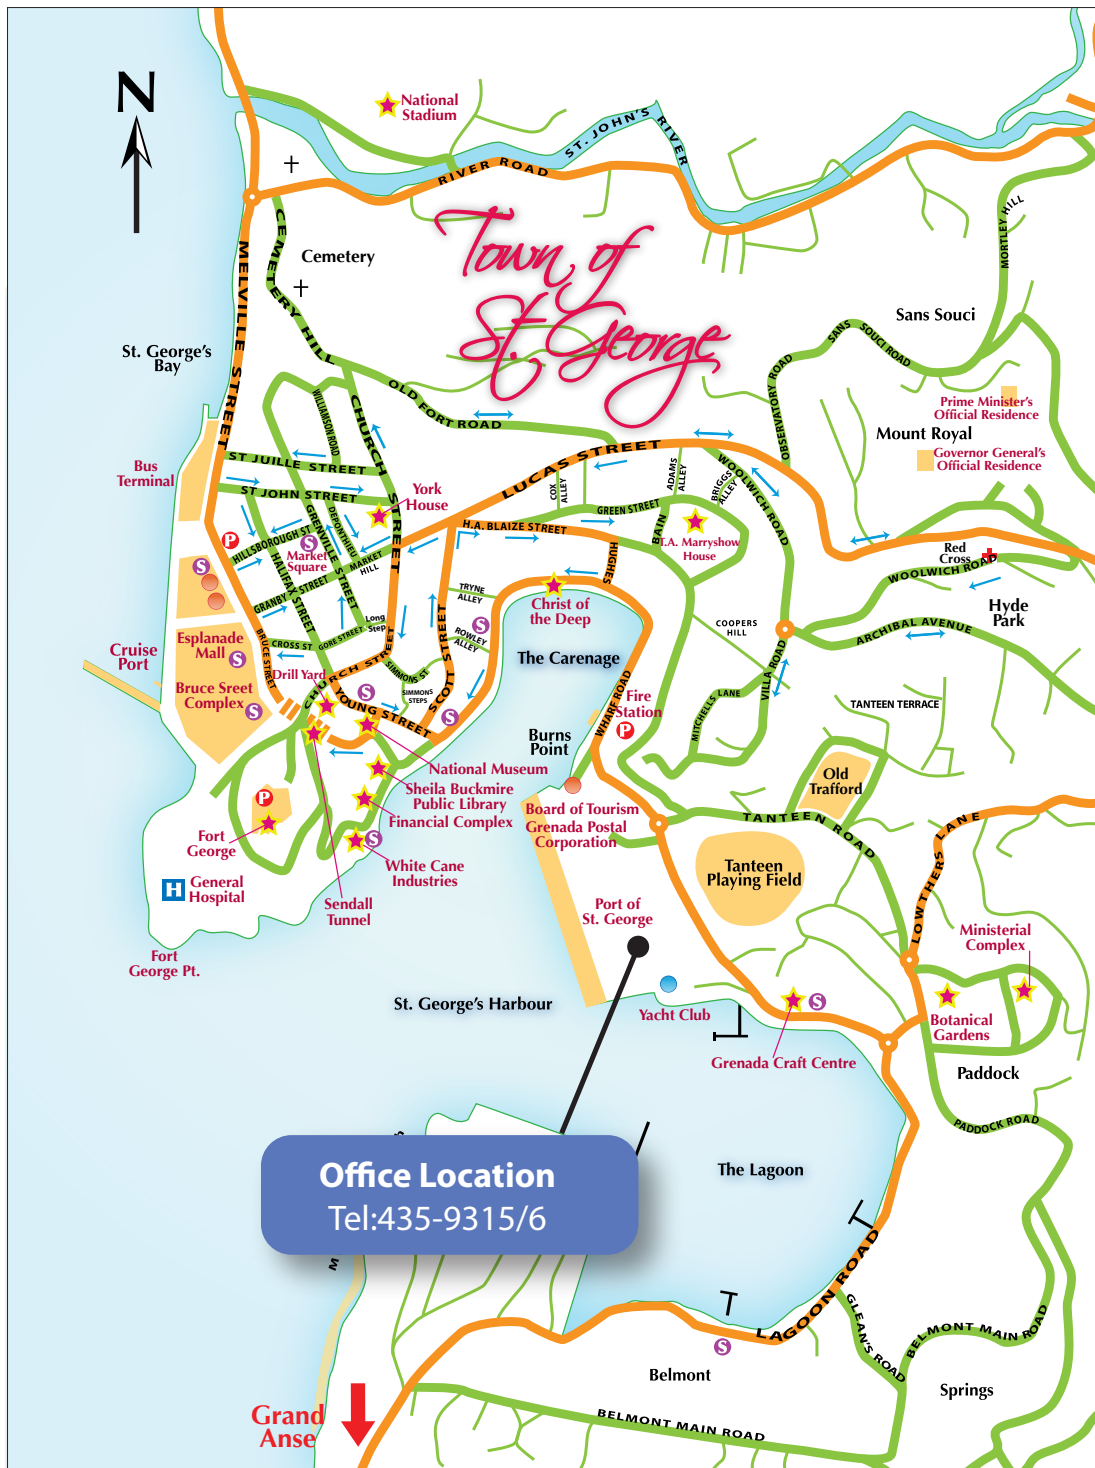 N
National
Stadium
ST. JOHN'S RIVER
RIVER ROAD
MORTLEY HILL
CEMETERY HILL
Cemetery
Town of
St. George
MELVILLE STREET
St. George's
Bay
Sans Souci
SANS SOUCI ROAD
OBSERVATORY ROAD
OLD FORT ROAD
WILLIAMSON ROAD
CHURCH STREET
Prime Minister's
Official Residence
Mount Royal
Governor General's
Official Residence
Bus
Terminal
ST JUILLE STREET
ST JOHN STREET
LUCAS STREET
COX
ALLEY
ADAMS
ALLEY
BRIGGS
ALLEY
WOOLWICH ROAD
York
House
GREEN STREET
H.A. BLAIZE STREET
BAIN
T.A. Marryshow
House
HUGHES
P
HILLSBOROUGH ST
GRENVILLE STREET
DEPONTHIEU
S
Market
Square
MARKET
HILL
HALIFAX STREET
GRANBY STREET
S
Red
Cross
WOOLWICH ROAD
Hyde
Park
ARCHIBAL AVENUE
TRYNE
ALLEY
Christ of
the Deep
COOPERS
HILL
Long
Step
GORE STREET
CROSS ST
BRUCE STREET
S
ROWLEY
ALLEY
The Carenage
Esplanade
Mall
S
Cruise
Port
Bruce Sreet
Complex
S
Drill Yard
CHURCH STREET
SIMMONS ST.
SIMMONS
STEPS
SCOTT STREET
S
YOUNG STREET
S
VILLA ROAD
MITCHELLS LANE
WHARF ROAD
Fire
Station
P
TANTEEN TERRACE
Burns
Point
National Museum
Sheila Buckmire
Public Library
Financial Complex
Old
Trafford
Board of Tourism
Grenada Postal
Corporation
TANTEEN ROAD
LOWTHERS LANE
P
Fort
George
S
White Cane
Industries
Tanteen
Playing Field
H
General
Hospital
Sendall
Tunnel
Port of
St. George
Ministerial
Complex
Fort
George Pt.
St. George's Harbour
Yacht Club
S
Botanical
Gardens
Grenada Craft Centre
Paddock
PADDOCK ROAD
The Lagoon
Office Location
Tel:435-9315/6
LAGOON ROAD
GLEAN'S ROAD
BELMONT MAIN ROAD
S
Belmont
Springs
Grand
Anse
BELMONT MAIN ROAD